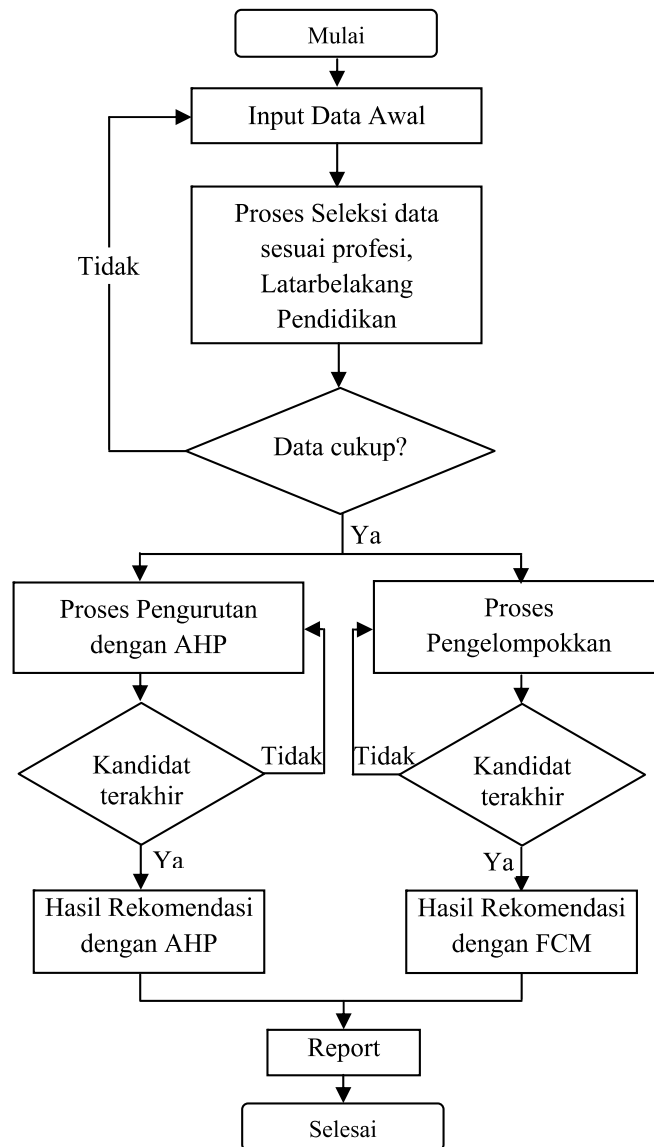 Mulai
Input Data Awal
Proses Seleksi data
sesuai profesi,
Latarbelakang
Pendidikan
Tidak
Data cukup?
Ya
Proses Pengurutan
dengan AHP
Proses
Pengelompokkan
Tidak
Tidak
Kandidat
terakhir
Kandidat
terakhir
Ya
Ya
Hasil Rekomendasi
dengan AHP
Hasil Rekomendasi
dengan FCM
Report
Selesai